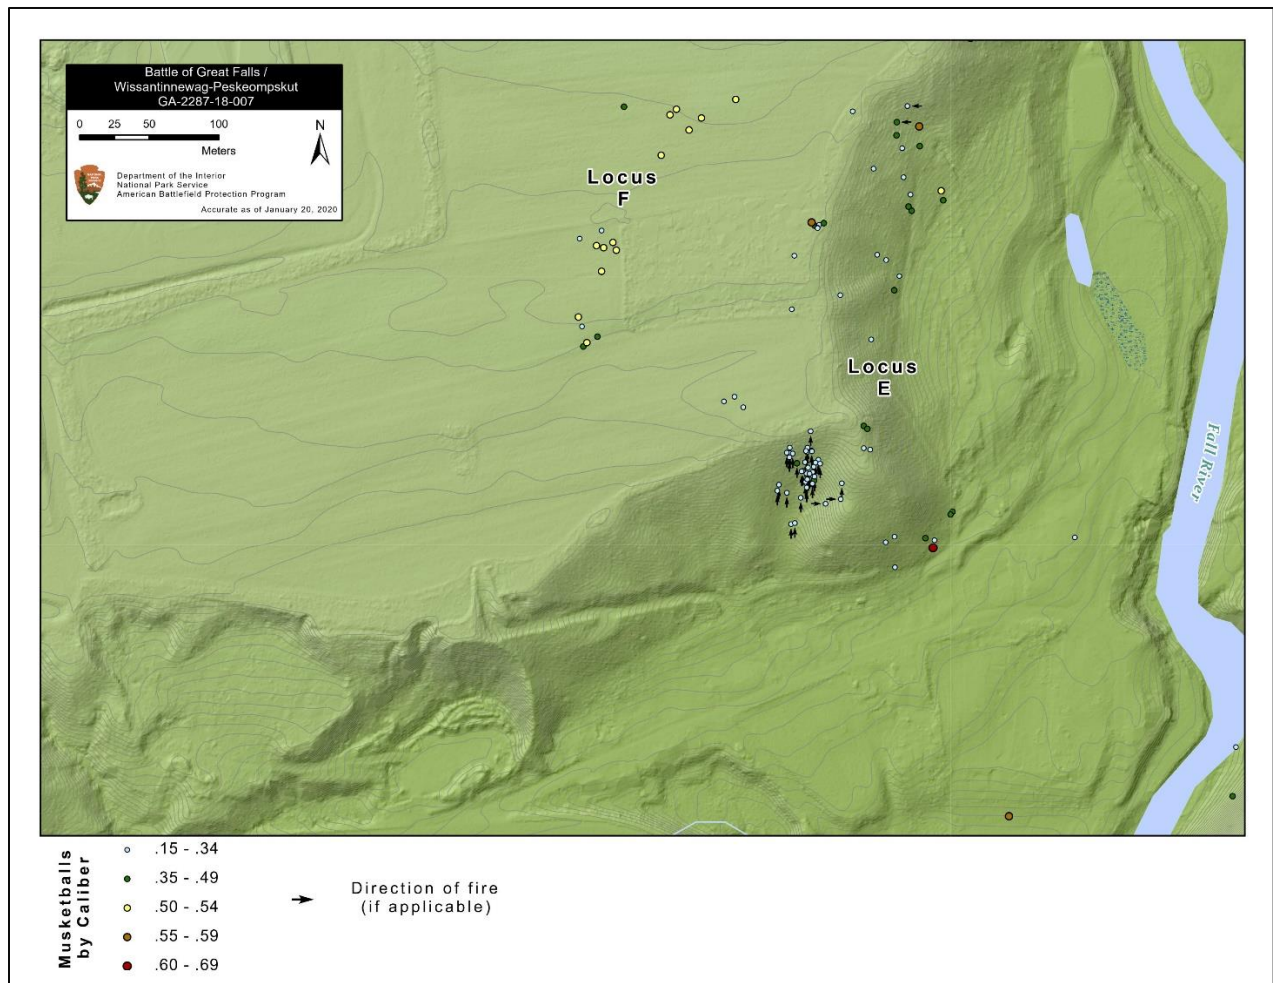 Battle of Great Falls /
Wissantinnewag-Peskeompskut
GA-2287-18-007
0 25 50 100
Meters
N
Department of the Interior
National Park Service
American Battlefield Protection Program
Accurate as of January 20, 2020
Locus
F
Locus
E
Fall River
Musketballs
by Caliber
.15 - .34
.35 - .49
.50 - .54
.55 - .59
.60 - .69
Direction of fire
(if applicable)